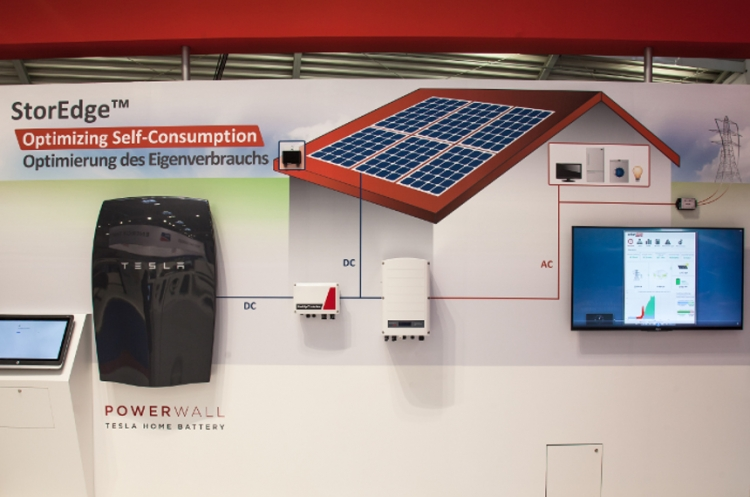 StorEdge™
Optimizing Self-Consumption
Optimierung des Eigenverbrauchs
DC
AC
TESLA
DC
POWERWALL
TESLA HOME BATTERY